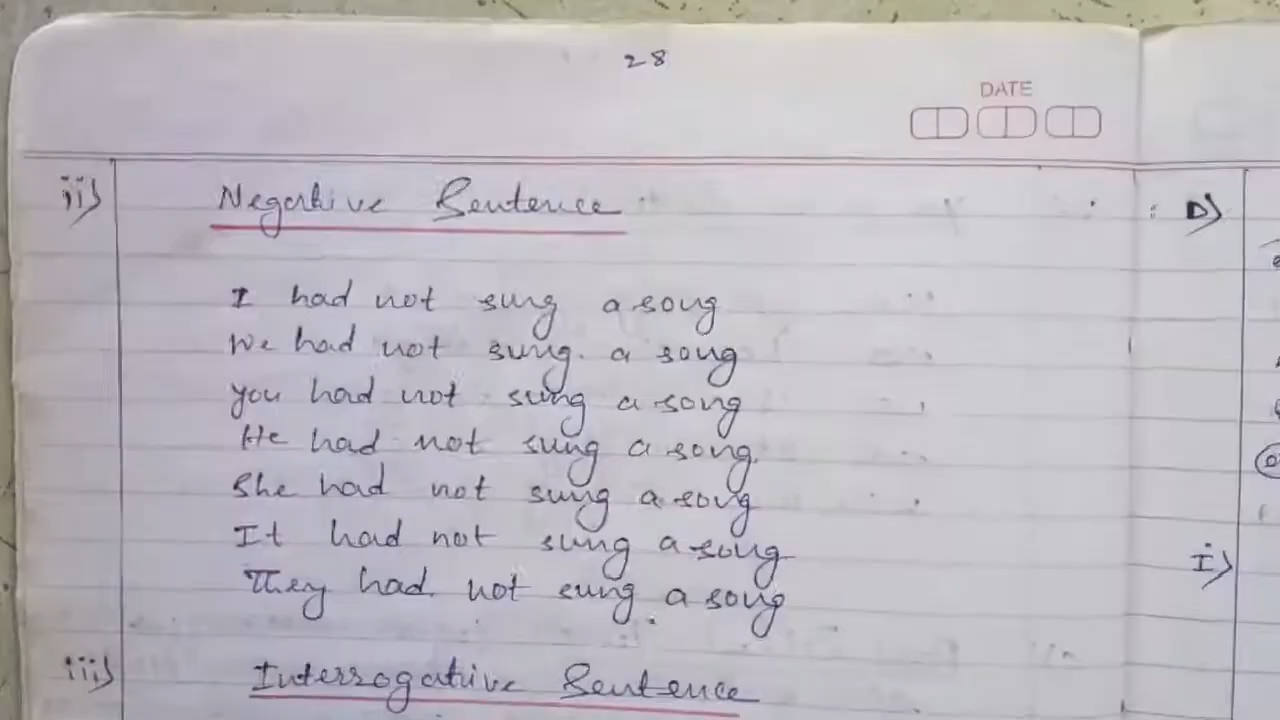 28
DATE
ii) Negative Sentence
I had not sung a song
We had not sung. a song
you had not sung a song
He had not sung a song.
She had not sung a song
It had not sung a song
They had not sung a song
iii) Interrogative Sentence
D)
I)